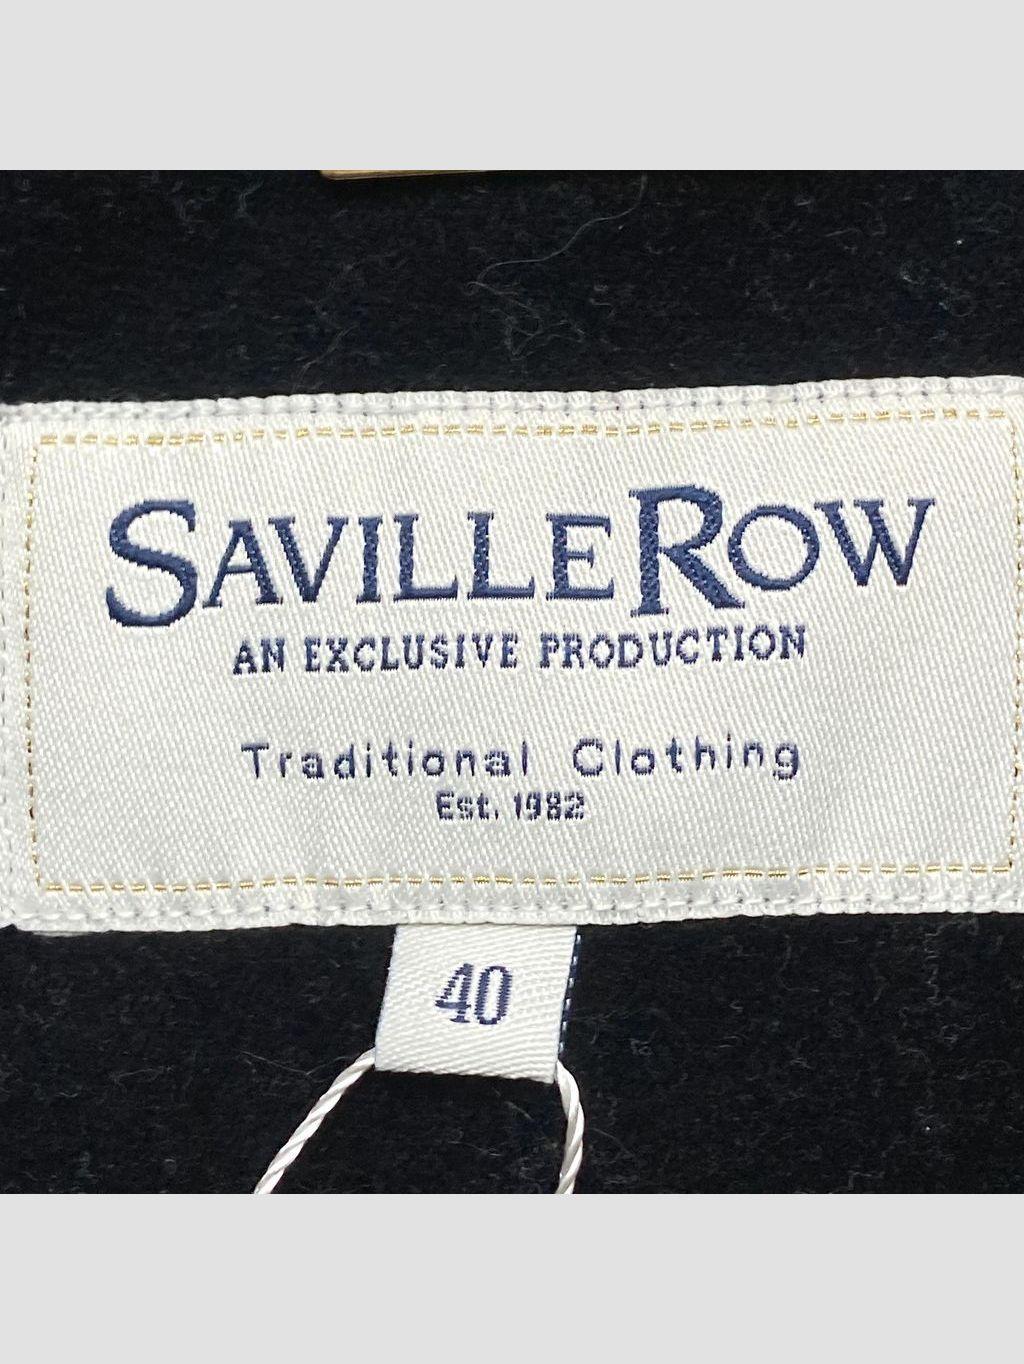 SAVILLE ROW
AN EXCLUSIVE PRODUCTION
Traditional Clothing
Est. 1982
40